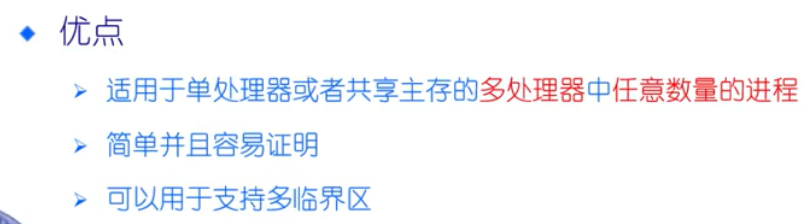 优点
适用于单处理器或者共享主存的多处理器中任意数量的进程
简单并且容易证明
可以用于支持多临界区